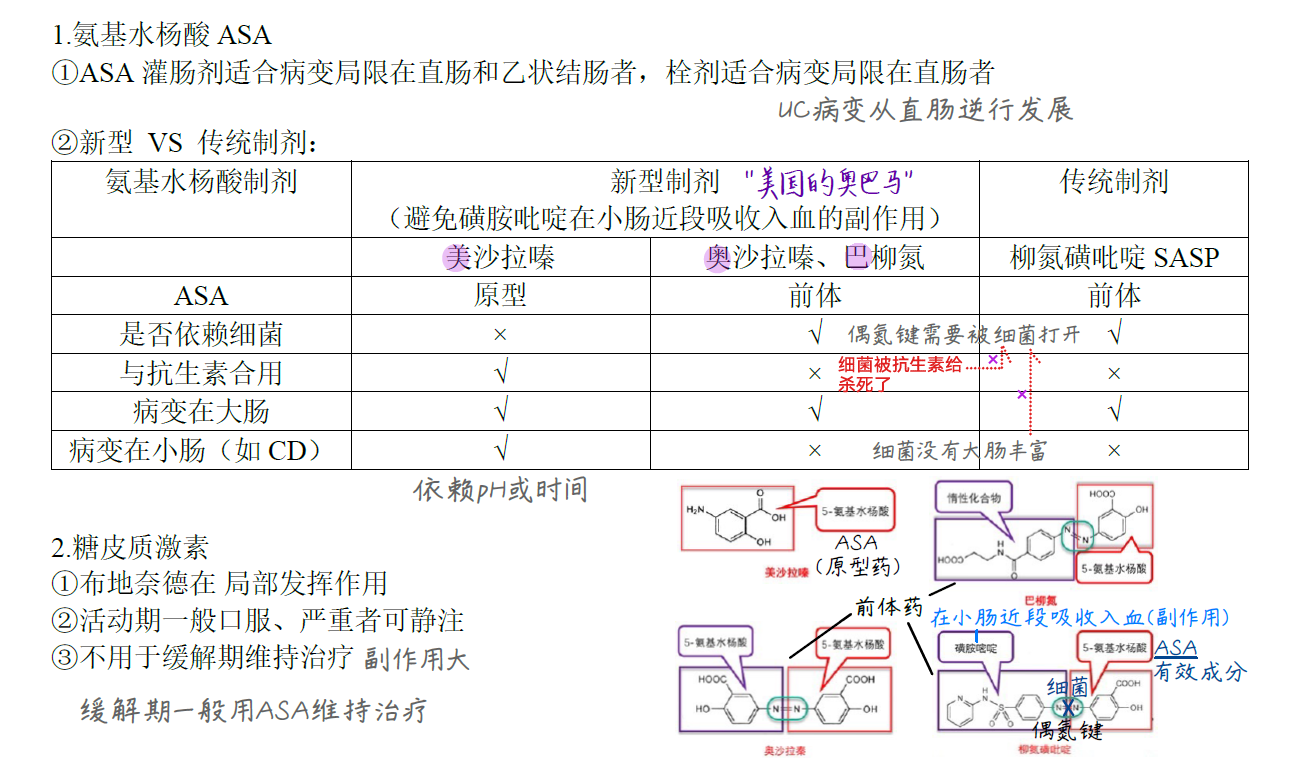 1.氨基水杨酸 ASA
①ASA 灌肠剂适合病变局限在直肠和乙状结肠者，栓剂适合病变局限在直肠者
UC病变从直肠逆行发展
②新型 VS 传统制剂：
氨基水杨酸制剂 新型制剂 "美国的奥巴马" 传统制剂
（避免磺胺吡啶在小肠近段吸收入血的副作用）
美沙拉嗪 奥沙拉嗪、巴柳氮 柳氮磺吡啶 SASP
ASA 原型 前体 前体
是否依赖细菌 × √ 偶氮键需要被细菌打开 √
与抗生素合用 √ × 细菌被抗生素给杀死了 × × ×
病变在大肠 √ √ √
病变在小肠（如 CD） √ × 细菌没有大肠丰富 ×
依赖pH或时间
2.糖皮质激素
①布地奈德在 局部发挥作用
②活动期一般口服、严重者可静注
③不用于缓解期维持治疗 副作用大
缓解期一般用ASA维持治疗
H₂N O OH OH
5-氨基水杨酸
ASA
（原型药）
美沙拉嗪
惰性化合物
HOOC OH
HOOC N H O N N
5-氨基水杨酸
巴柳氮
前体药
在小肠近段吸收入血(副作用)
5-氨基水杨酸 5-氨基水杨酸
HOOC COOH
HO N N OH
奥沙拉秦
磺胺嘧啶 5-氨基水杨酸 ASA
有效成分
细菌
N H N S O O N N COOH OH
偶氮键
柳氮磺吡啶